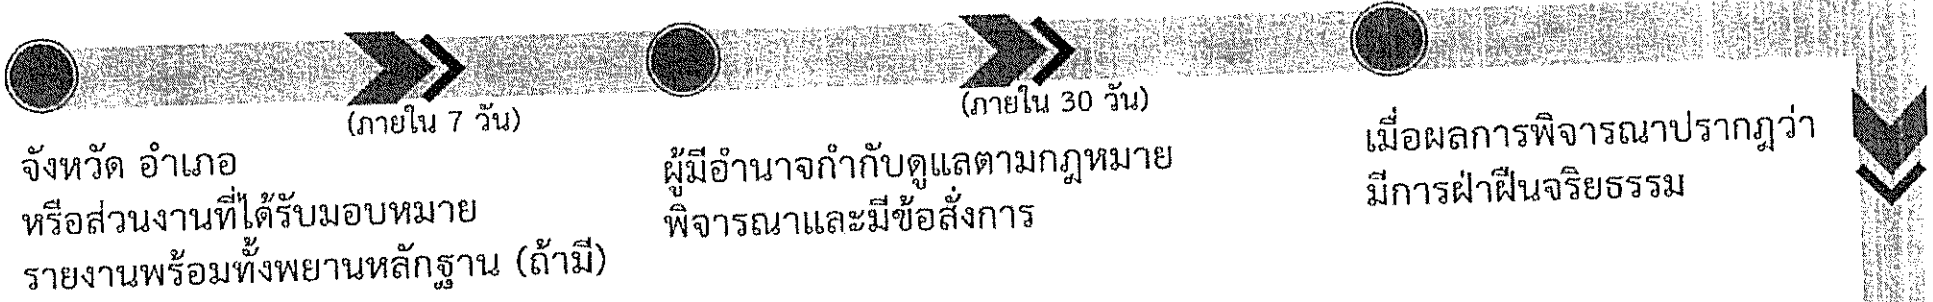 (ภายใน 7 วัน)
จังหวัด อำเภอ
หรือส่วนงานที่ได้รับมอบหมาย
รายงานพร้อมทั้งพยานหลักฐาน (ถ้ามี)
(ภายใน 30 วัน)
ผู้มีอำนาจกำกับดูแลตามกฎหมาย
พิจารณาและมีข้อสั่งการ
เมื่อผลการพิจารณาปรากฏว่า
มีการฝ่าฝืนจริยธรรม